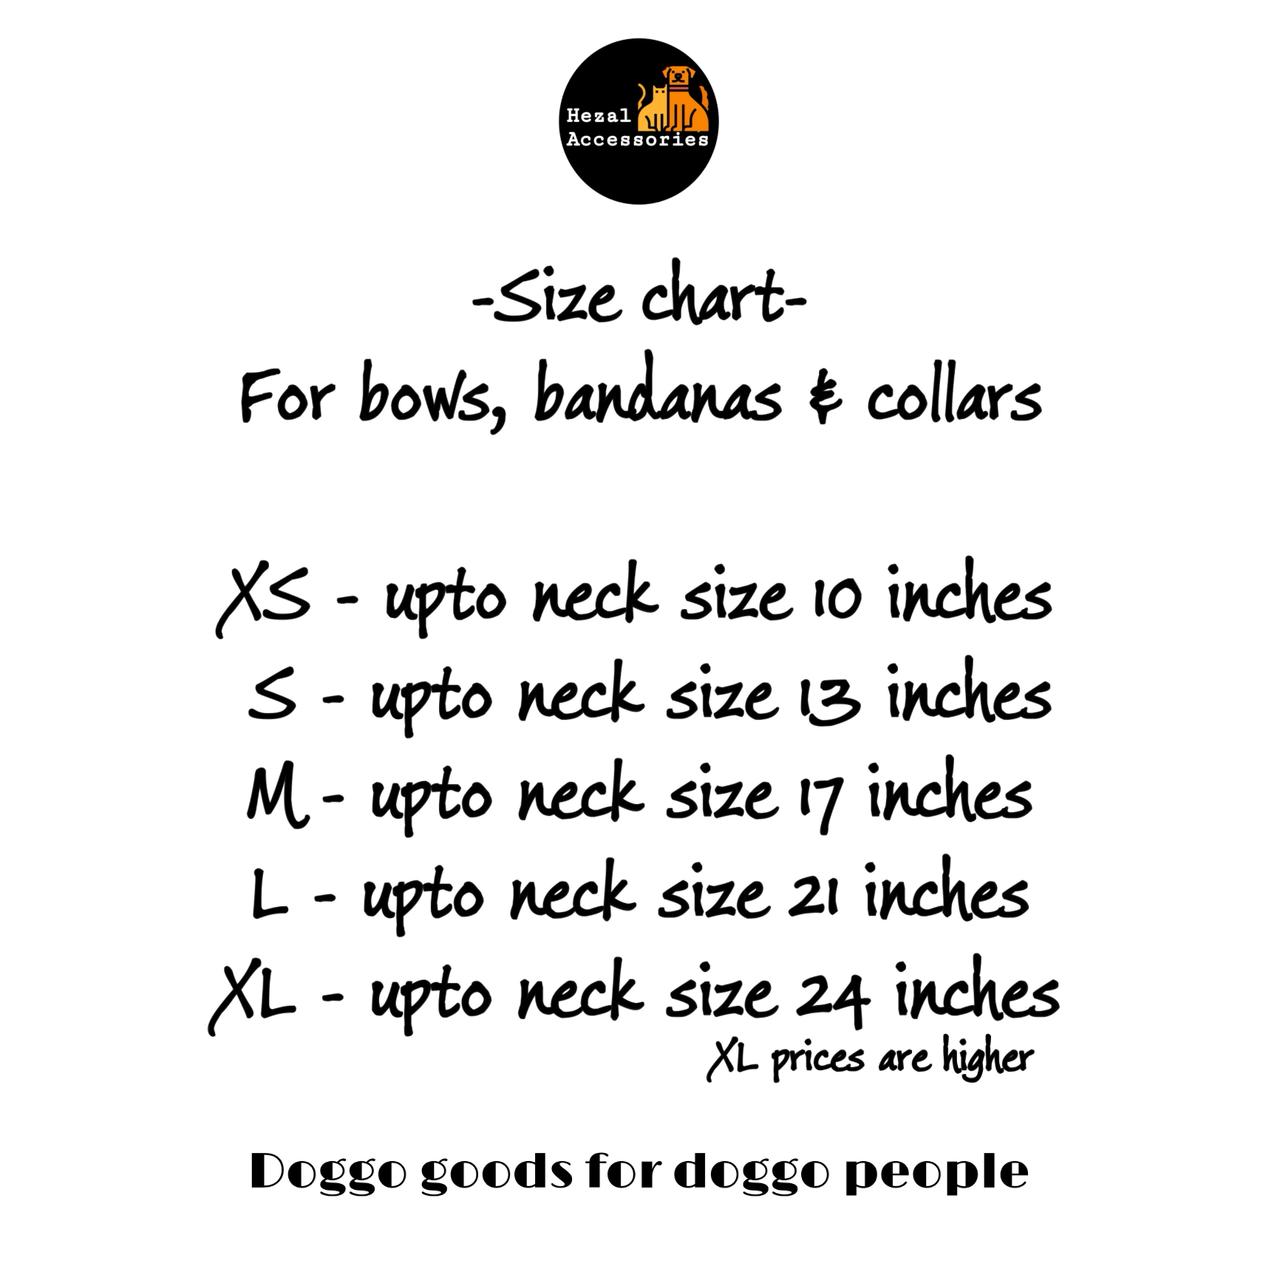 Hezal
Accessories
-Size chart-
For bows, bandanas & collars
XS - upto neck size 10 inches
S - upto neck size 13 inches
M - upto neck size 17 inches
L - upto neck size 21 inches
XL - upto neck size 24 inches
XL prices are higher
Doggo goods for doggo people